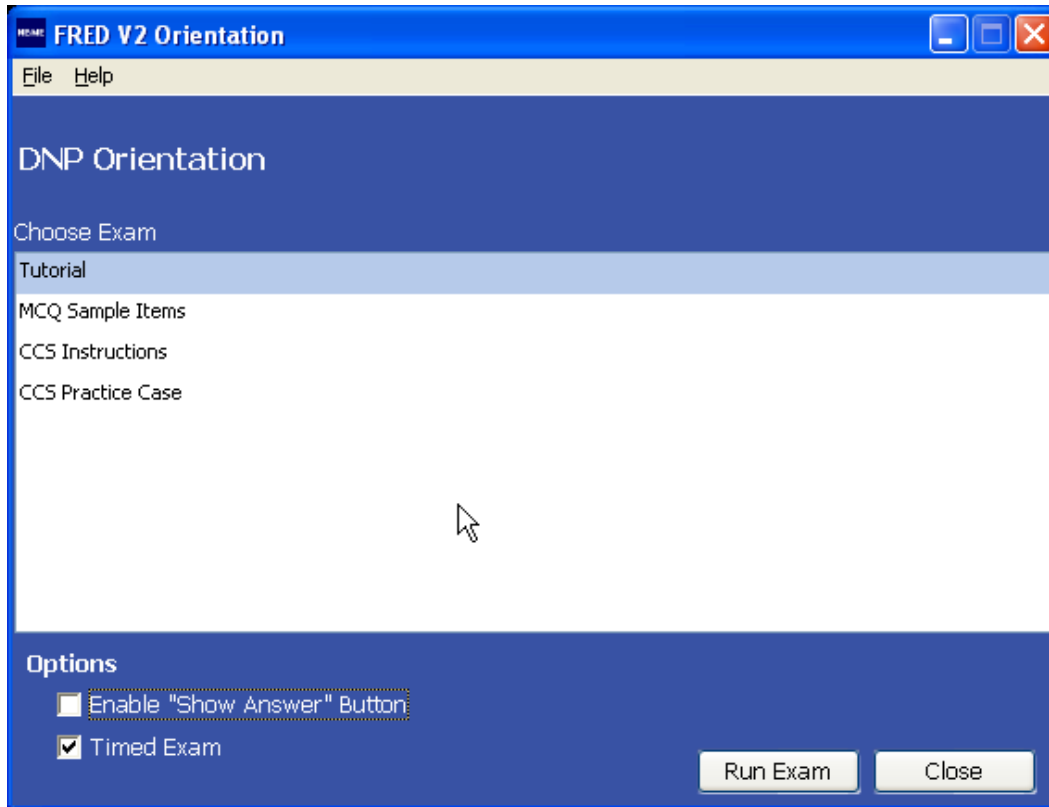 FRED V2 Orientation
File Help
DNP Orientation
Choose Exam
Tutorial
MCQ Sample Items
CCS Instructions
CCS Practice Case
Options
Enable "Show Answer" Button
Timed Exam
Run Exam Close